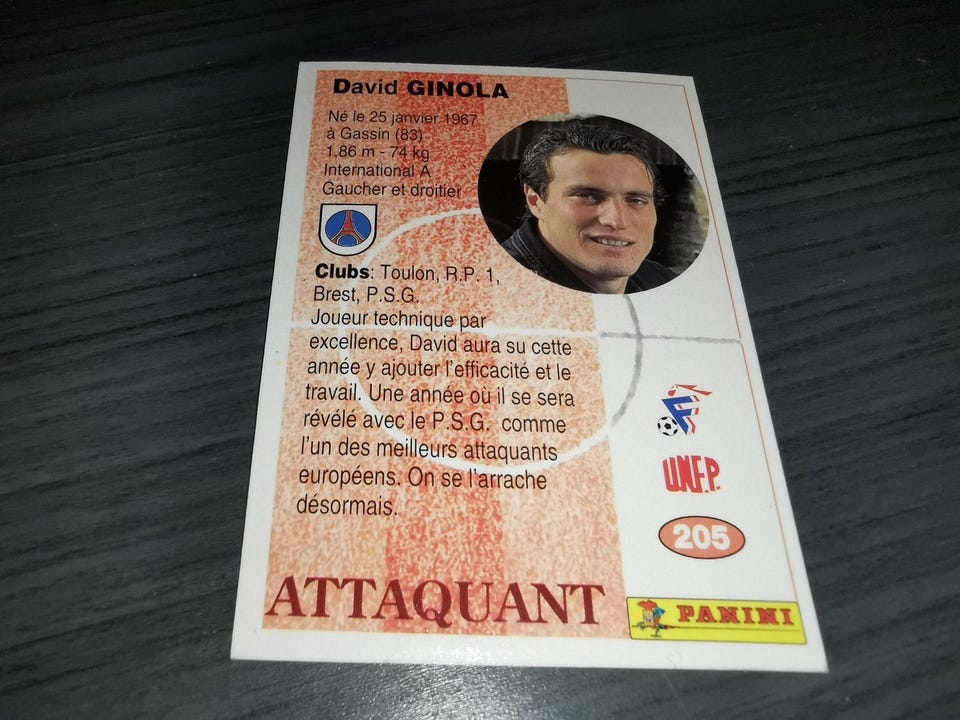 David GINOLA
Né le 25 janvier 1967
à Gassin (83)
1,86 m - 74 kg
International A
Gaucher et droitier
Clubs: Toulon, R.P. 1,
Brest, P.S.G.
Joueur technique par
excellence, David aura su cette
année y ajouter l'efficacité et le
travail. Une année où il se sera
révélé avec le P.S.G. comme
l'un des meilleurs attaquants
européens. On se l'arrache
désormais.
U.N.F.P.
205
ATTAQUANT
PANINI